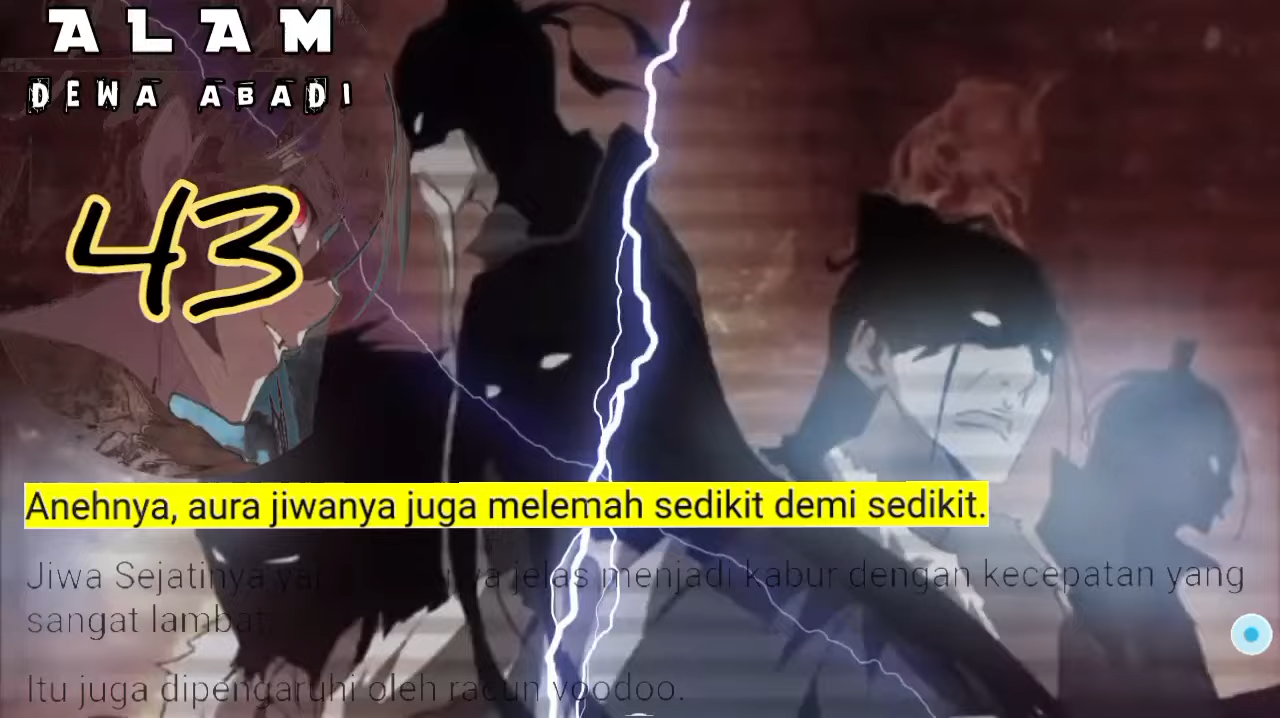 ALAM
DEWA ABADI
43
Anehnya, aura jiwanya juga melemah sedikit demi sedikit.
Jiwa Sejatinya jelas menjadi kabur dengan kecepatan yang
sangat lambat.
Itu juga dipengaruhi oleh racun voodoo.